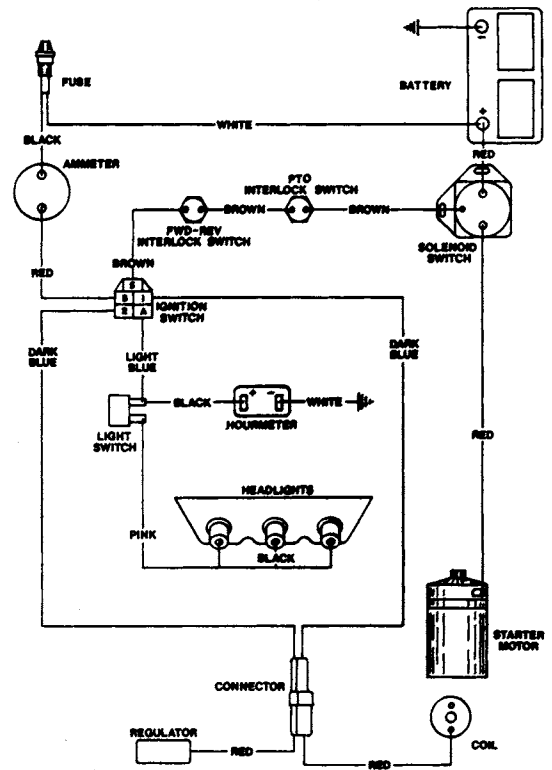 BATTERY
-
+
FUSE
WHITE
BLACK
RED
AMMETER
PTO
INTERLOCK SWITCH
BROWN
BROWN
FWD-REV
INTERLOCK SWITCH
SOLENOID
SWITCH
BROWN
RED
S
B I
R A
IGNITION
SWITCH
DARK
BLUE
LIGHT
BLUE
DARK
BLUE
BLACK
+ -
WHITE
HOURMETER
LIGHT
SWITCH
RED
HEADLIGHTS
PINK
BLACK
STARTER
MOTOR
CONNECTOR
REGULATOR
RED
RED
COIL